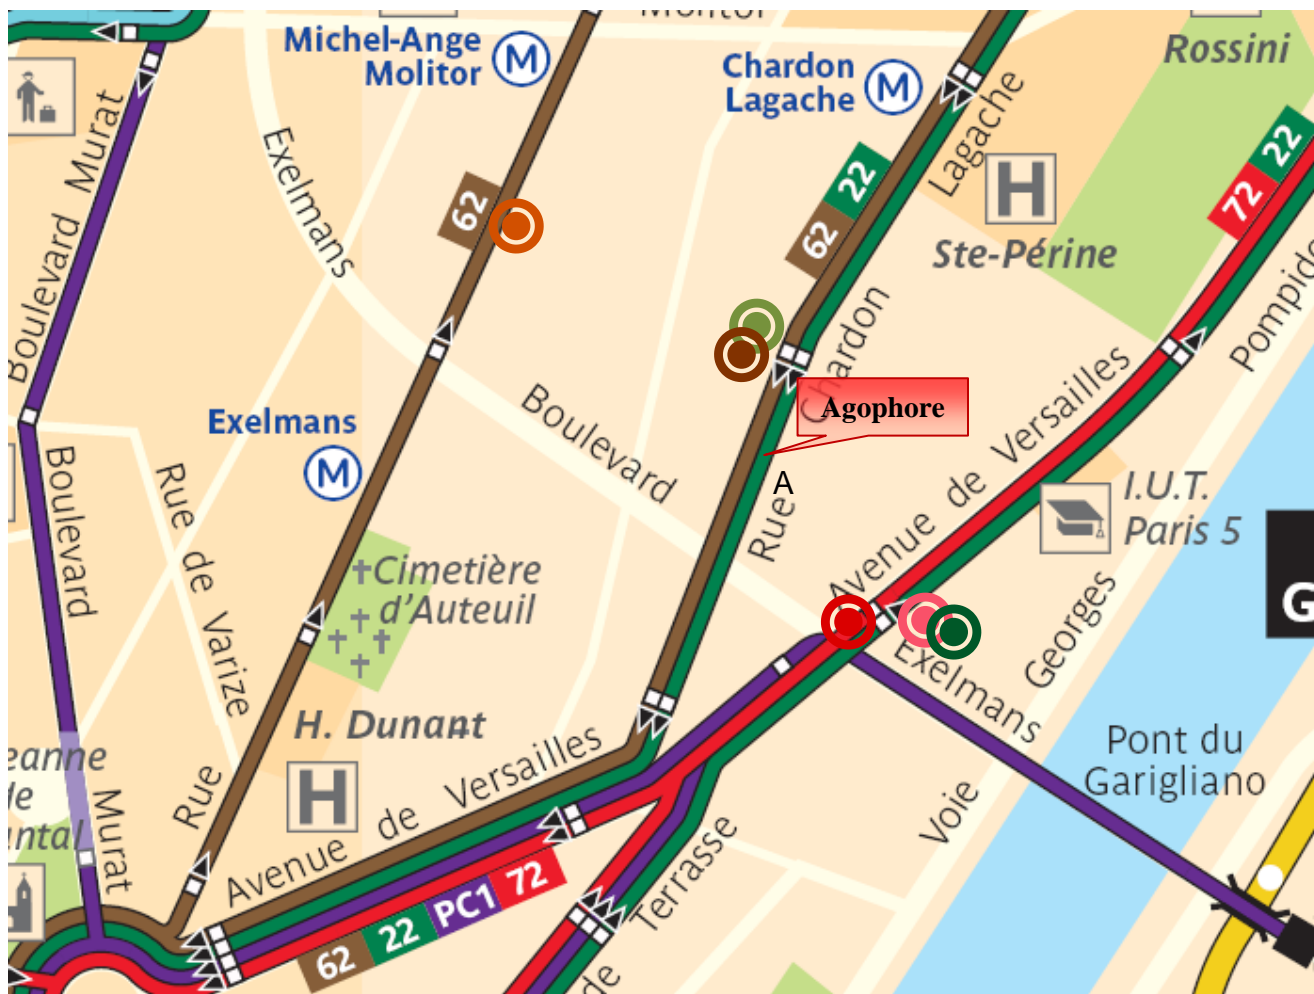 Molitor
Michel-Ange
Molitor
M
Chardon
Lagache
M
Rossini
Boulevard Murat
Exelmans
Lagache
H
Ste-Périne
62
62 22
72 22
Chardon
Boulevard
Agophore
Avenue de Versailles
Exelmans
M
A
Rue
I.U.T.
Paris 5
Boulevard
Rue de Varize
Cimetière
d'Auteuil
Exelmans
Georges
G
H. Dunant
H
Avenue de Versailles
Pont du
Garigliano
Voie
Rue
Murat
62 22 PC1 72
Terrasse
de